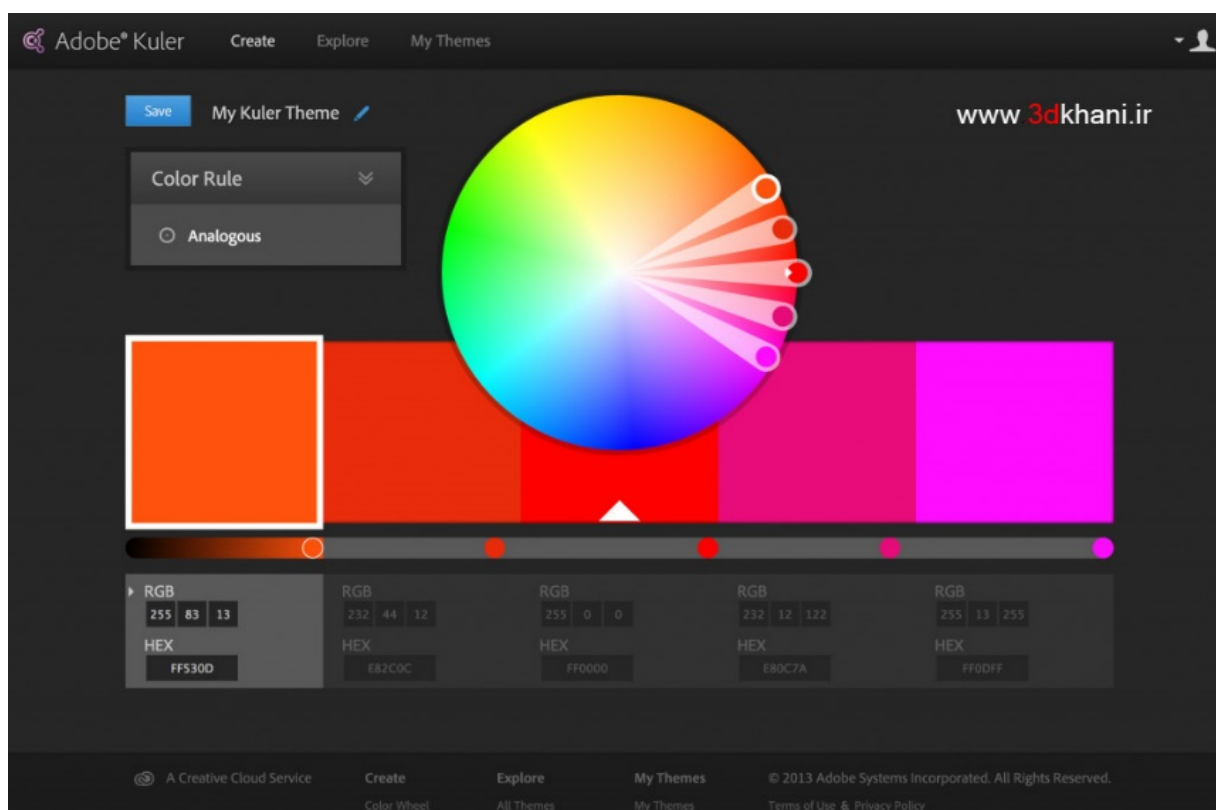 Adobe® Kuler Create Explore My Themes
Save My Kuler Theme
www.3dkhani.ir
Color Rule
Analogous
RGB RGB RGB RGB RGB
255 83 13 232 44 12 255 0 0 232 12 122 255 13 255
HEX HEX HEX HEX HEX
FF530D E82C0C FF0000 E80C7A FF0DFF
A Creative Cloud Service Create Explore My Themes © 2013 Adobe Systems Incorporated. All Rights Reserved.
Color Wheel All Themes My Themes Terms of Use & Privacy Policy